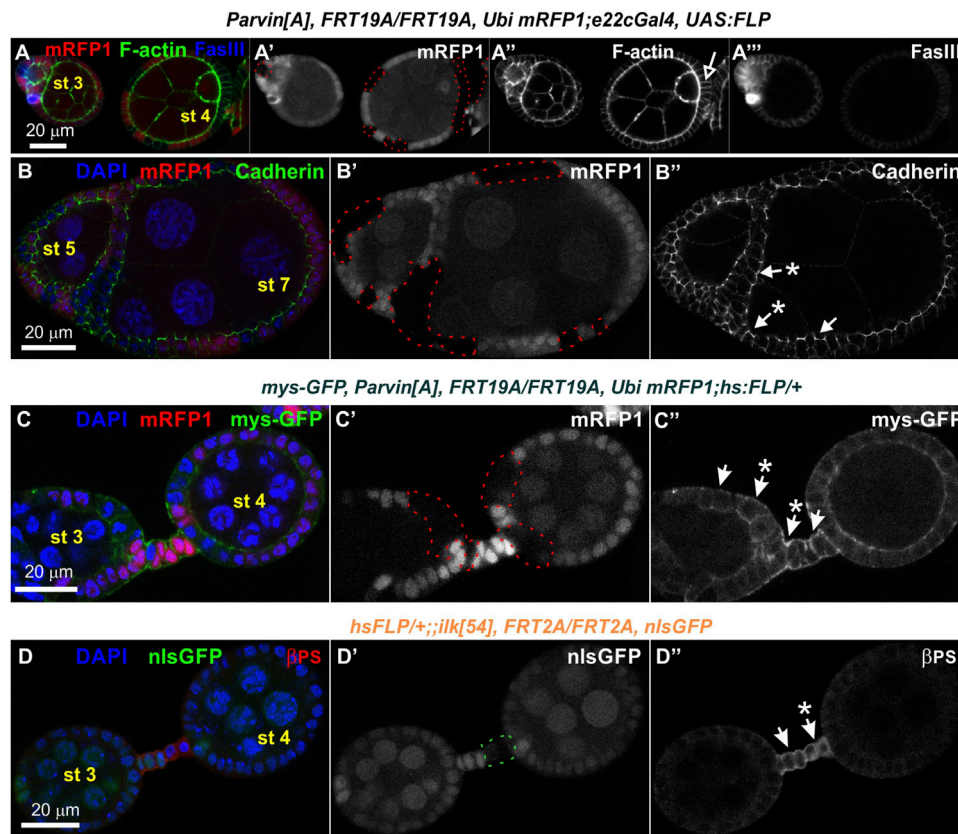 Parvin[A], FRT19A/FRT19A, Ubi mRFP1;e22cGal4, UAS:FLP
A mRFP1 F-actin FasIII A' mRFP1 A'' F-actin A''' FasIII
st 3
st 4
20 µm
B DAPI mRFP1 Cadherin B' mRFP1 B'' Cadherin
st 5
st 7
*
*
20 µm
mys-GFP, Parvin[A], FRT19A/FRT19A, Ubi mRFP1;hs:FLP/+
C DAPI mRFP1 mys-GFP C' mRFP1 C'' mys-GFP
*
st 4
*
st 3
20 µm
hsFLP/+;;ilk[54], FRT2A/FRT2A, nlsGFP
D DAPI nlsGFP βPS D' nlsGFP D'' βPS
*
st 4
st 3
20 µm